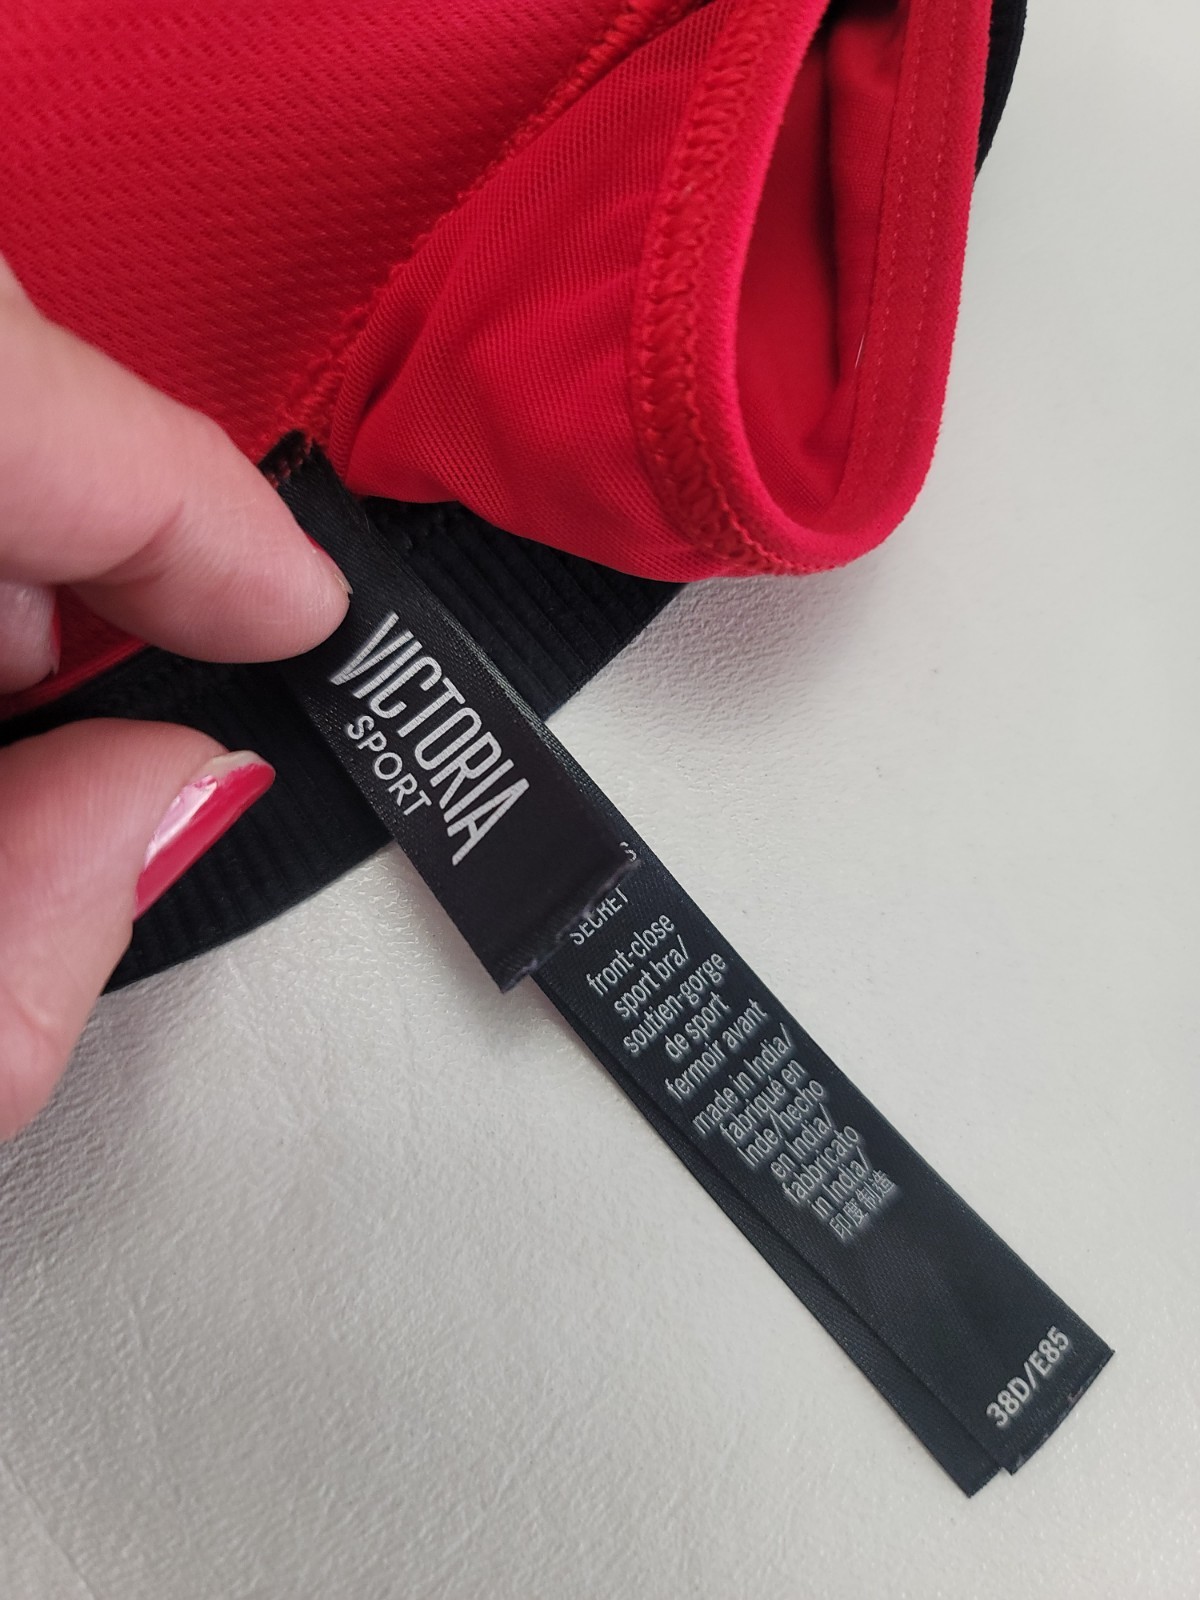 VICTORIA
SPORT
SECRET
front-close
sport bra/
soutien-gorge
de sport
fermoir avant
made in India/
fabriqué en
Inde/hecho
en India/
fabbricato
in India/
印度制造
38D/E85